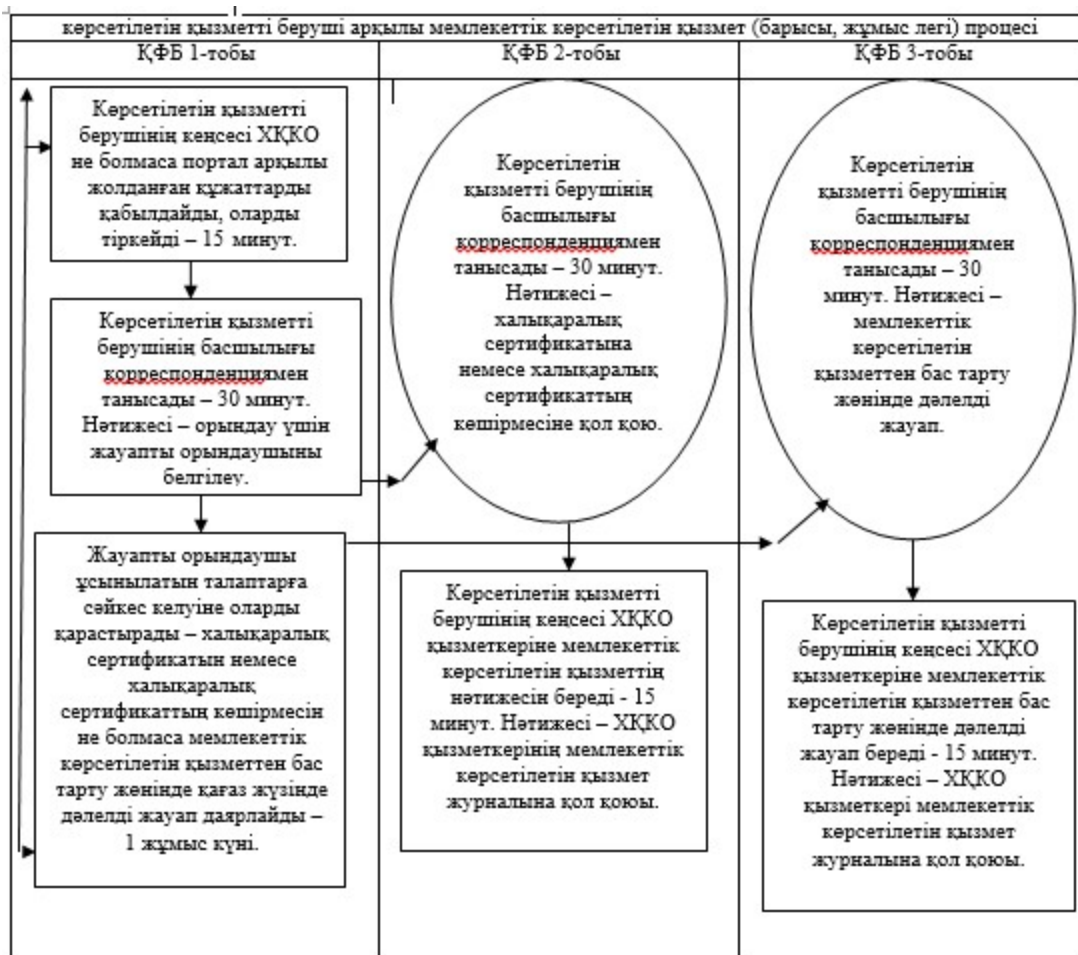 көрсетілетін қызметті беруші арқылы мемлекеттік көрсетілетін қызмет (барысы, жұмыс легі) процесі
ҚФБ 1-тобы
ҚФБ 2-тобы
ҚФБ 3-тобы
Көрсетілетін қызметті
берушінің кеңсесі ХҚКО
не болмаса портал арқылы
жолданған құжаттарды
қабылдайды, оларды
тіркейді – 15 минут.
Көрсетілетін қызметті
берушінің басшылығы
қорреспонденциямен
танысады – 30 минут.
Нәтижесі – орындау үшін
жауапты орындаушыны
белгілеу.
Жауапты орындаушы
ұсынылатын талаптарға
сәйкес келуіне оларды
қарастырады – халықаралық
сертификатын немесе
халықаралық
сертификаттың көшірмесін
не болмаса мемлекеттік
көрсетілетін қызметтен бас
тарту жөнінде қағаз жүзінде
дәлелді жауап даярлайды –
1 жұмыс күні.
Көрсетілетін
қызметті берушінің
басшылығы
қорреспонденциямен
танысады – 30 минут.
Нәтижесі –
халықаралық
сертификатына
немесе халықаралық
сертификаттың
көшірмесіне қол қою.
Көрсетілетін қызметті
берушінің кеңсесі ХҚКО
қызметкеріне мемлекеттік
көрсетілетін қызметтің
нәтижесін береді - 15
минут. Нәтижесі – ХҚКО
қызметкерінің мемлекеттік
көрсетілетін қызмет
журналына қол қоюы.
Көрсетілетін
қызметті берушінің
басшылығы
қорреспонденциямен
танысады – 30
минут. Нәтижесі –
мемлекеттік
көрсетілетін
қызметтен бас тарту
жөнінде дәлелді
жауап.
Көрсетілетін қызметті
берушінің кеңсесі ХҚКО
қызметкеріне мемлекеттік
көрсетілетін қызметтен бас
тарту жөнінде дәлелді
жауап береді - 15 минут.
Нәтижесі – ХҚКО
қызметкері мемлекеттік
көрсетілетін қызмет
журналына қол қоюы.